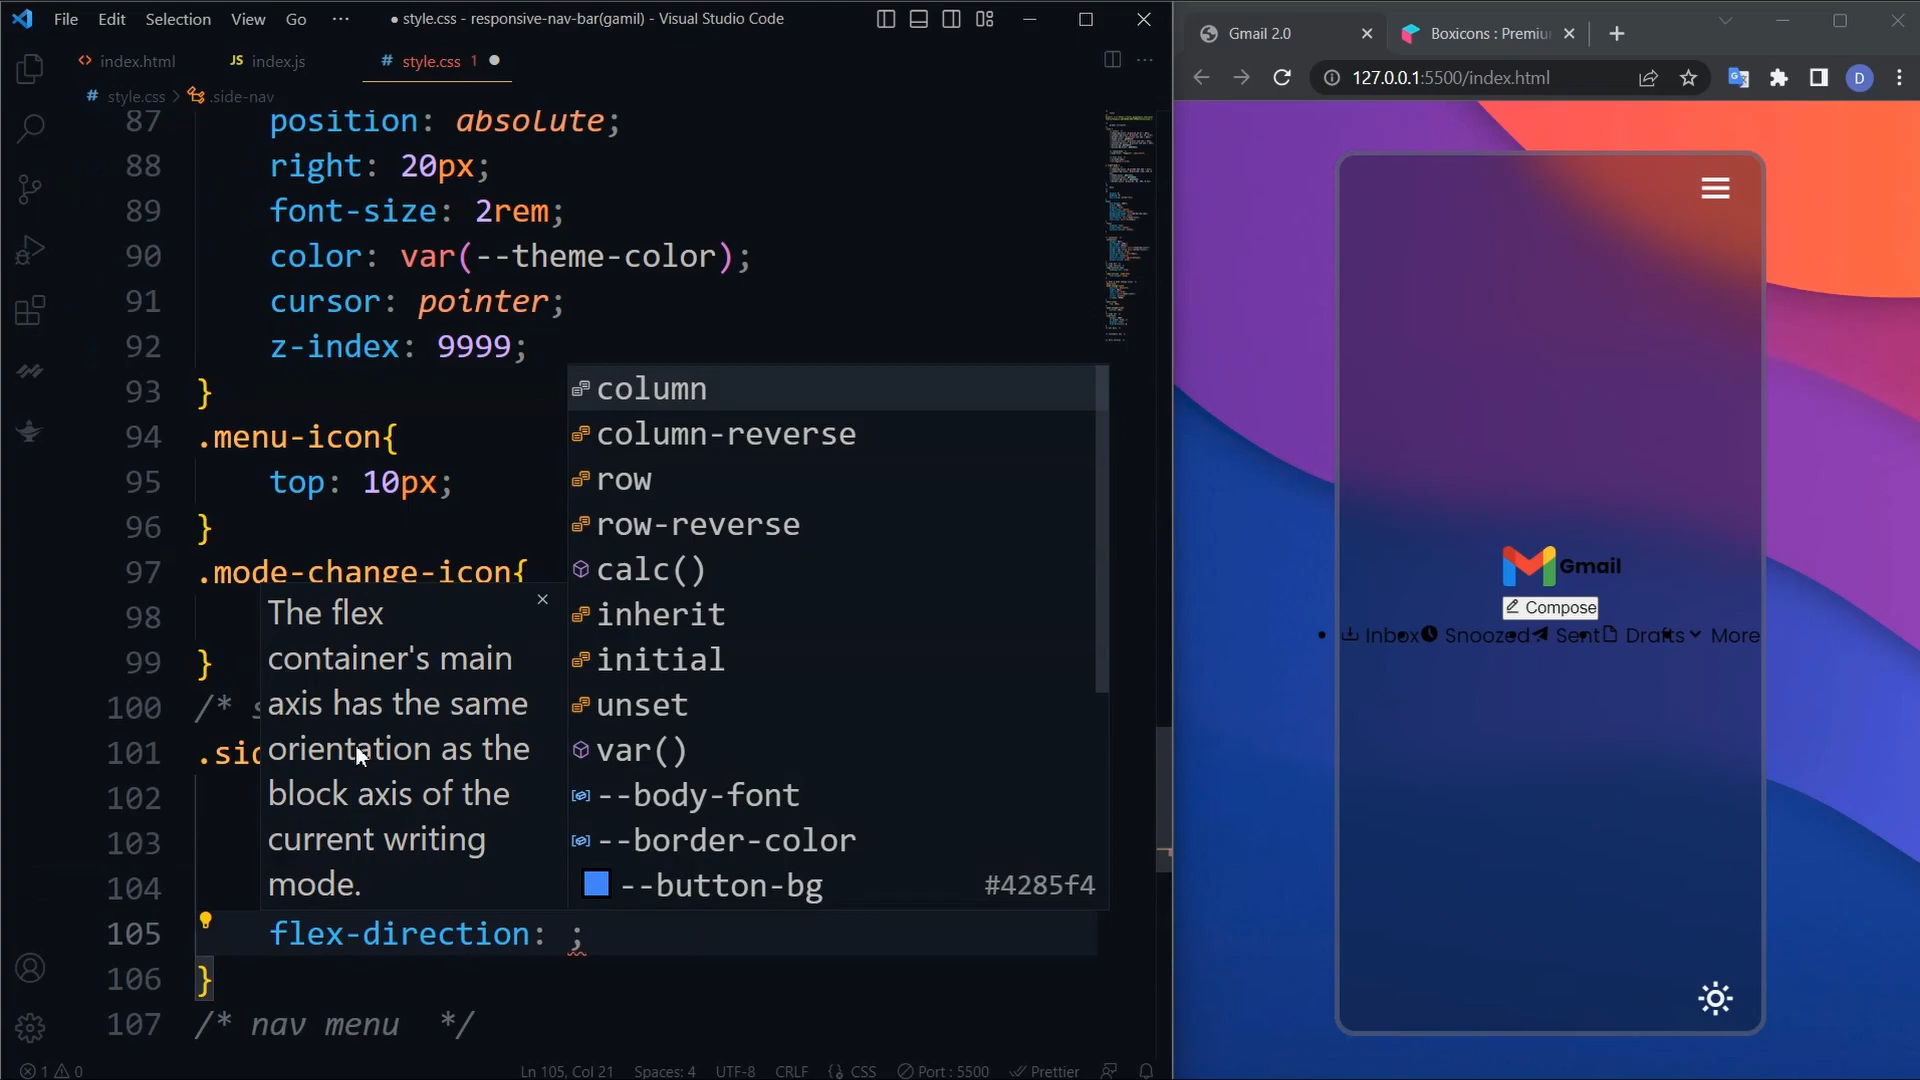 File Edit Selection View Go ··· ● style.css - responsive-nav-bar(gamil) - Visual Studio Code
<> index.html JS index.js # style.css 1 ●
# style.css > .side-nav
87 position: absolute;
88 right: 20px;
89 font-size: 2rem;
90 color: var(--theme-color);
91 cursor: pointer;
92 z-index: 9999;
93 }
94 .menu-icon{
95 top: 10px;
96 }
97 .mode-change-icon{
98
99 }
100 /* s
101 .sid
102
103
104
105 flex-direction: ;
106 }
107 /* nav menu */
The flex
container's main
axis has the same
orientation as the
block axis of the
current writing
mode.
column
column-reverse
row
row-reverse
calc()
inherit
initial
unset
var()
--body-font
--border-color
--button-bg #4285f4
1 0 Ln 105, Col 21 Spaces: 4 UTF-8 CRLF {} CSS Port : 5500 Prettier
Gmail 2.0 Boxicons : Premiu
127.0.0.1:5500/index.html D
Gmail
Compose
• Inbox Snoozed Sent Drafts More